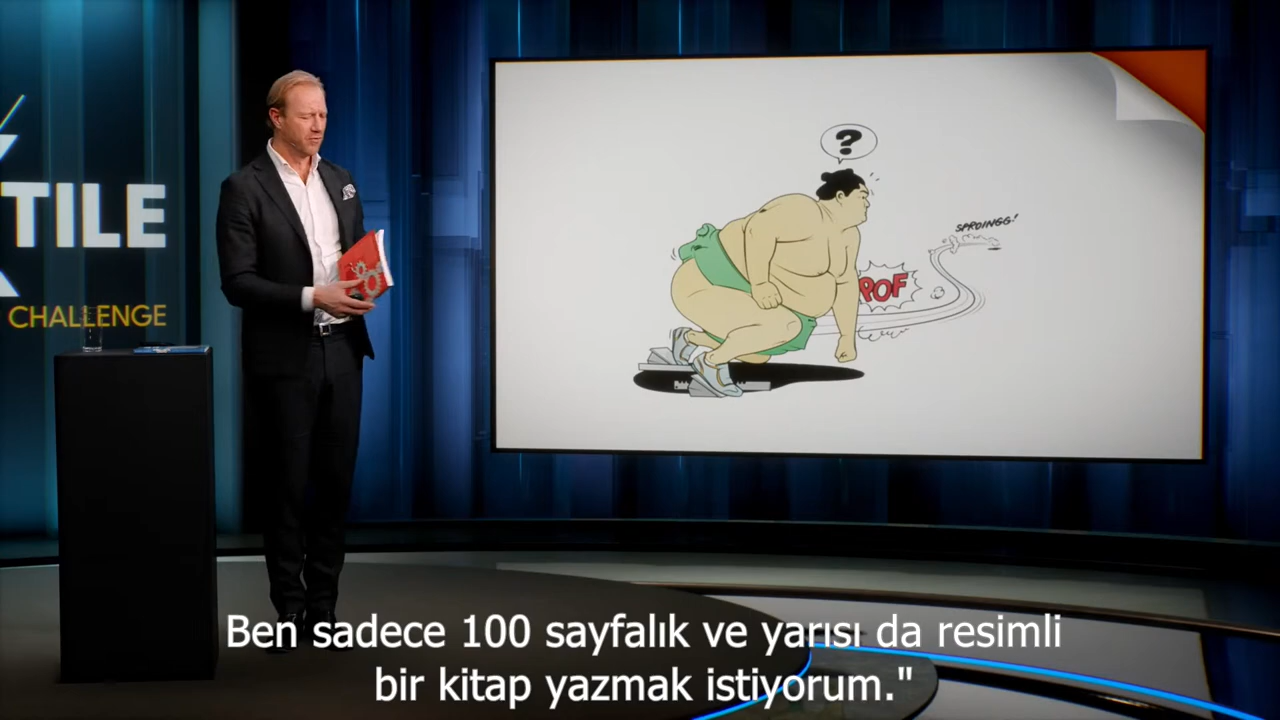 TILE
CHALLENGE
?
SPROINGG!
ROF
Ben sadece 100 sayfalık ve yarısı da resimli
bir kitap yazmak istiyorum."